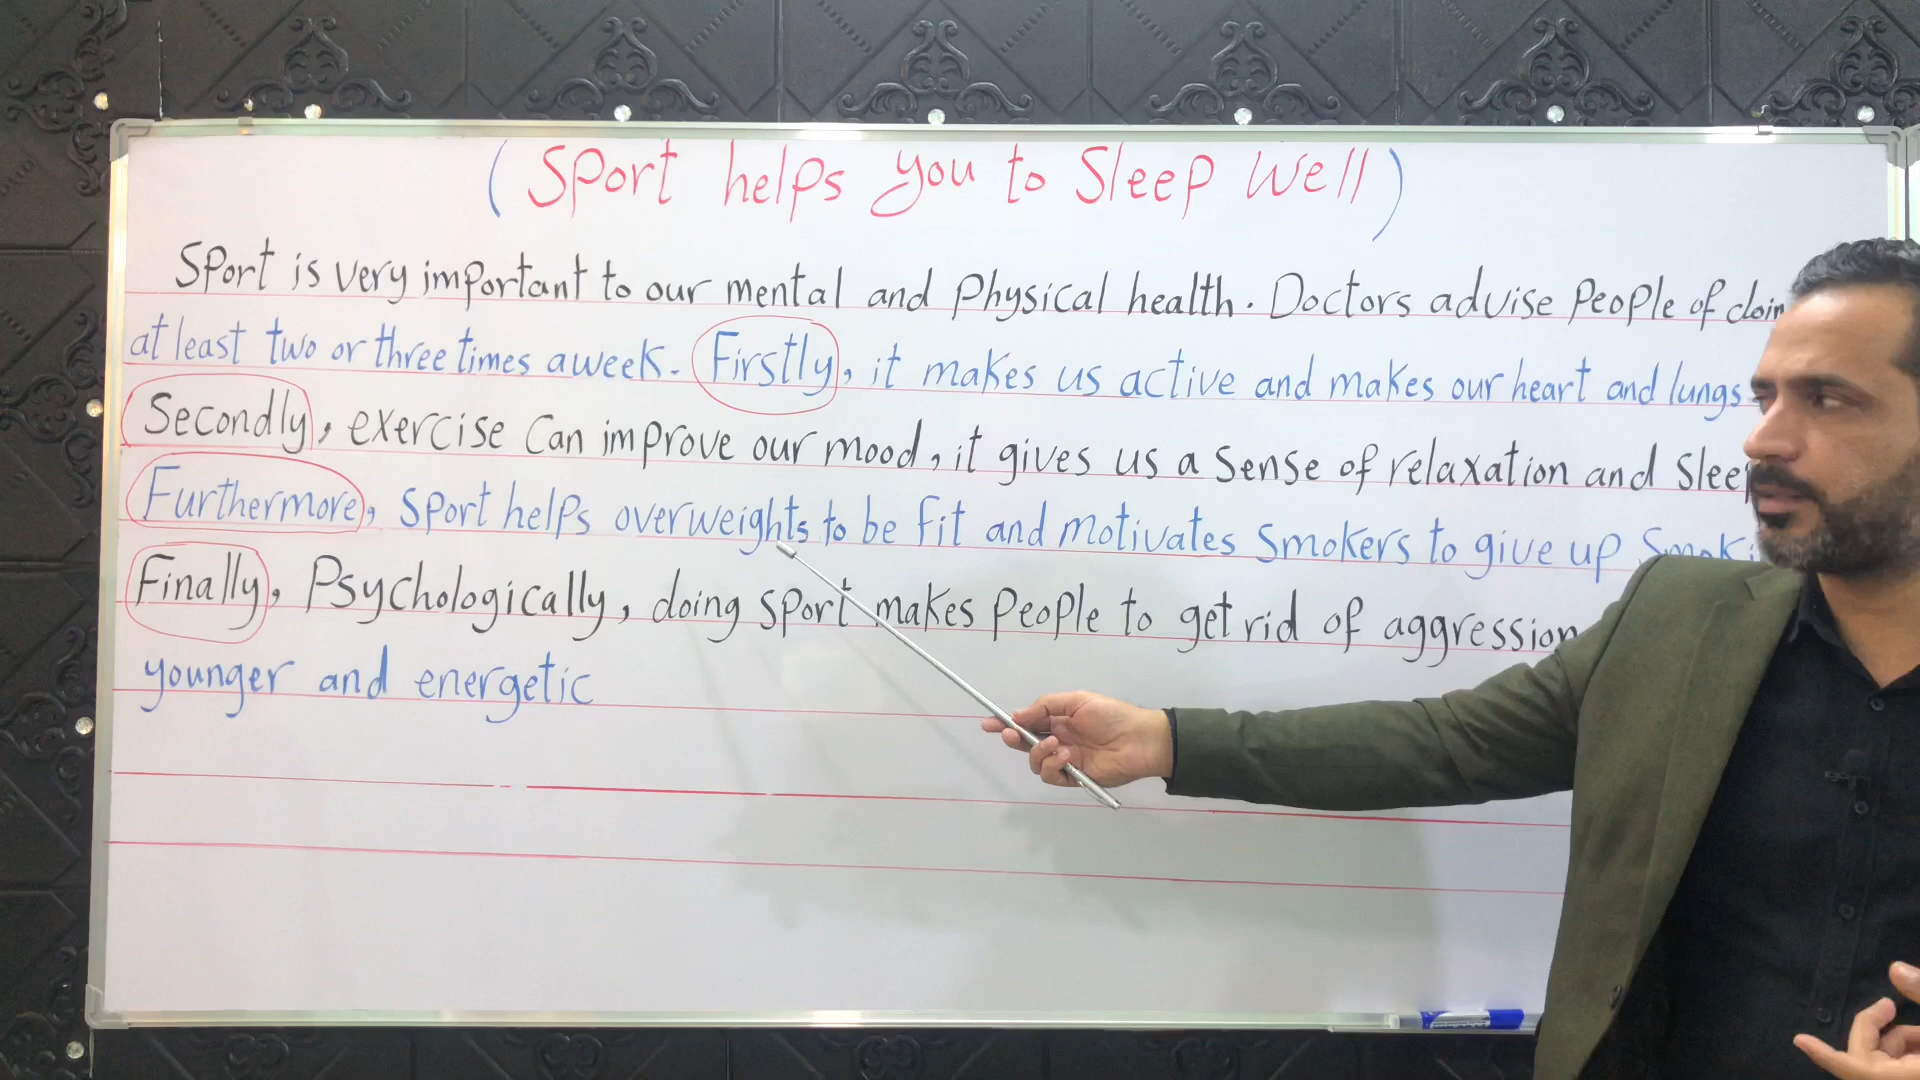 (Sport helps you to Sleep Well)
Sport is very important to our mental and Physical health. Doctors advise People of
at least two or three times a week. Firstly, it makes us active and makes our heart and lungs
Secondly, exercise Can improve our mood, it gives us a Sense of relaxation and
Furthermore, Sport helps overweights to be fit and motivates Smokers to give up
Finally, Psychologically, doing sport makes People to get rid of aggression
younger and energetic